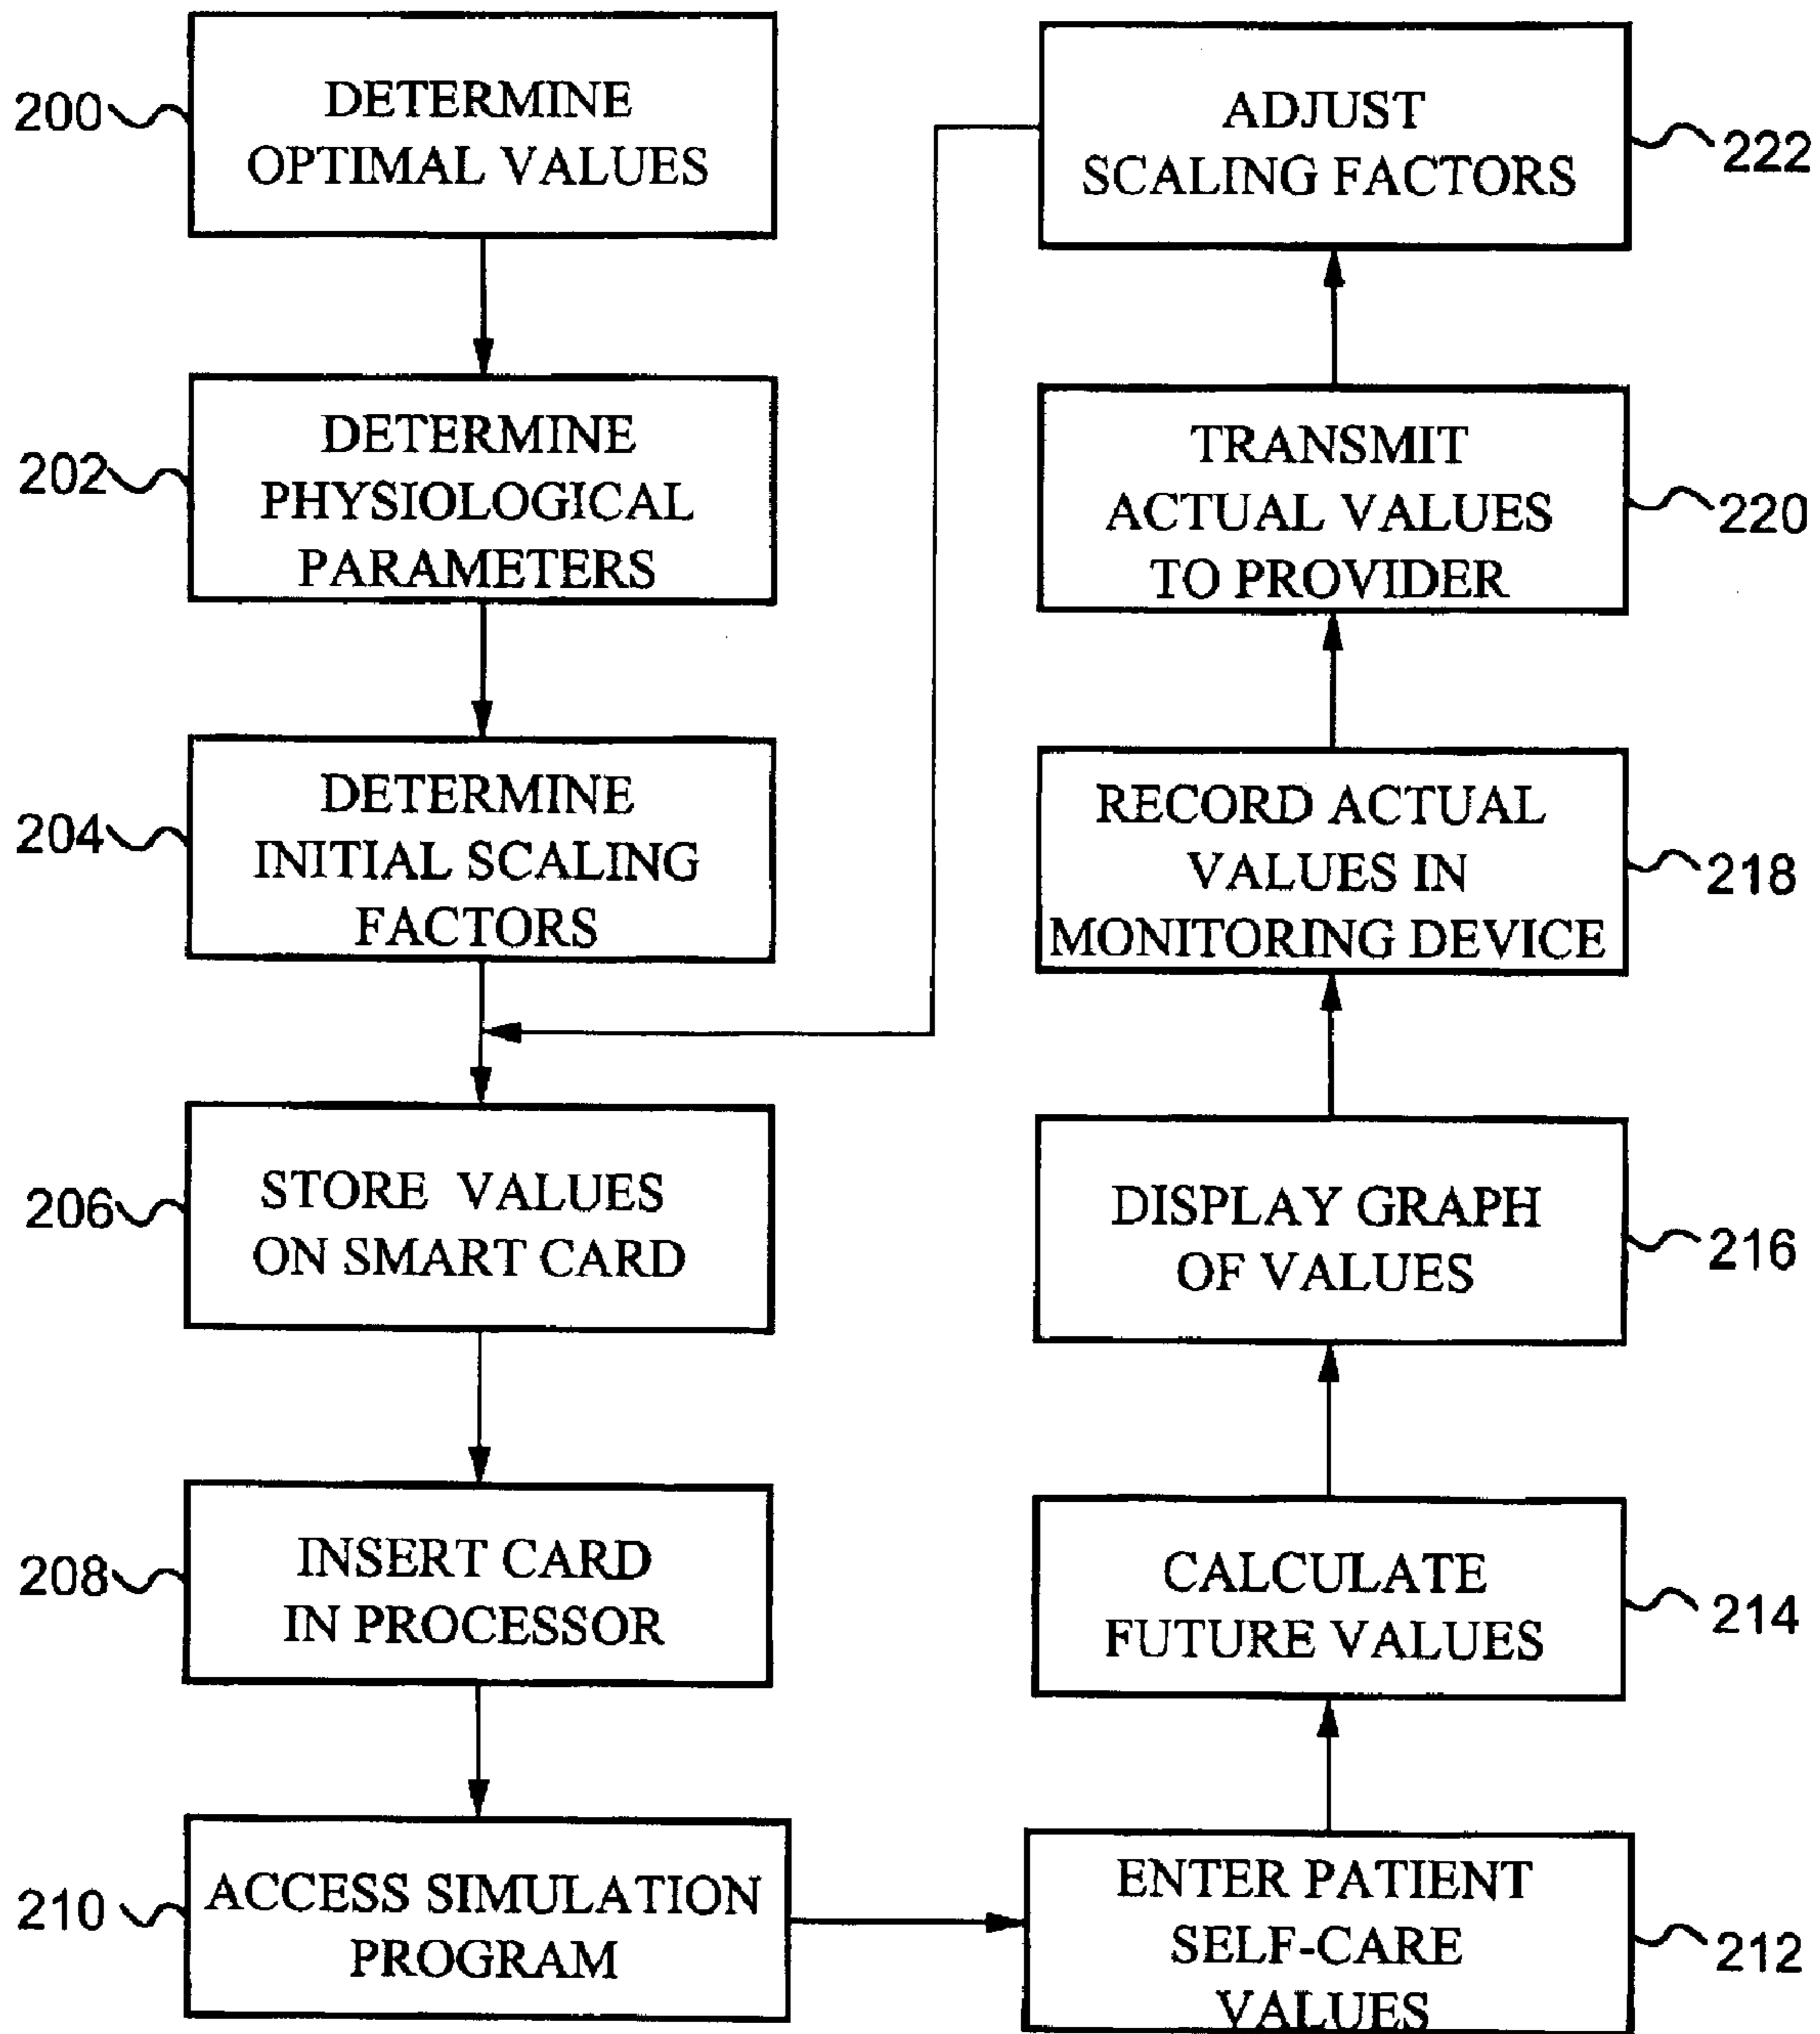 200
DETERMINE
OPTIMAL VALUES
202
DETERMINE
PHYSIOLOGICAL
PARAMETERS
204
DETERMINE
INITIAL SCALING
FACTORS
206
STORE VALUES
ON SMART CARD
208
INSERT CARD
IN PROCESSOR
210
ACCESS SIMULATION
PROGRAM
ENTER PATIENT
SELF-CARE
VALUES
212
CALCULATE
FUTURE VALUES
214
DISPLAY GRAPH
OF VALUES
216
RECORD ACTUAL
VALUES IN
MONITORING DEVICE
218
TRANSMIT
ACTUAL VALUES
TO PROVIDER
220
ADJUST
SCALING FACTORS
222